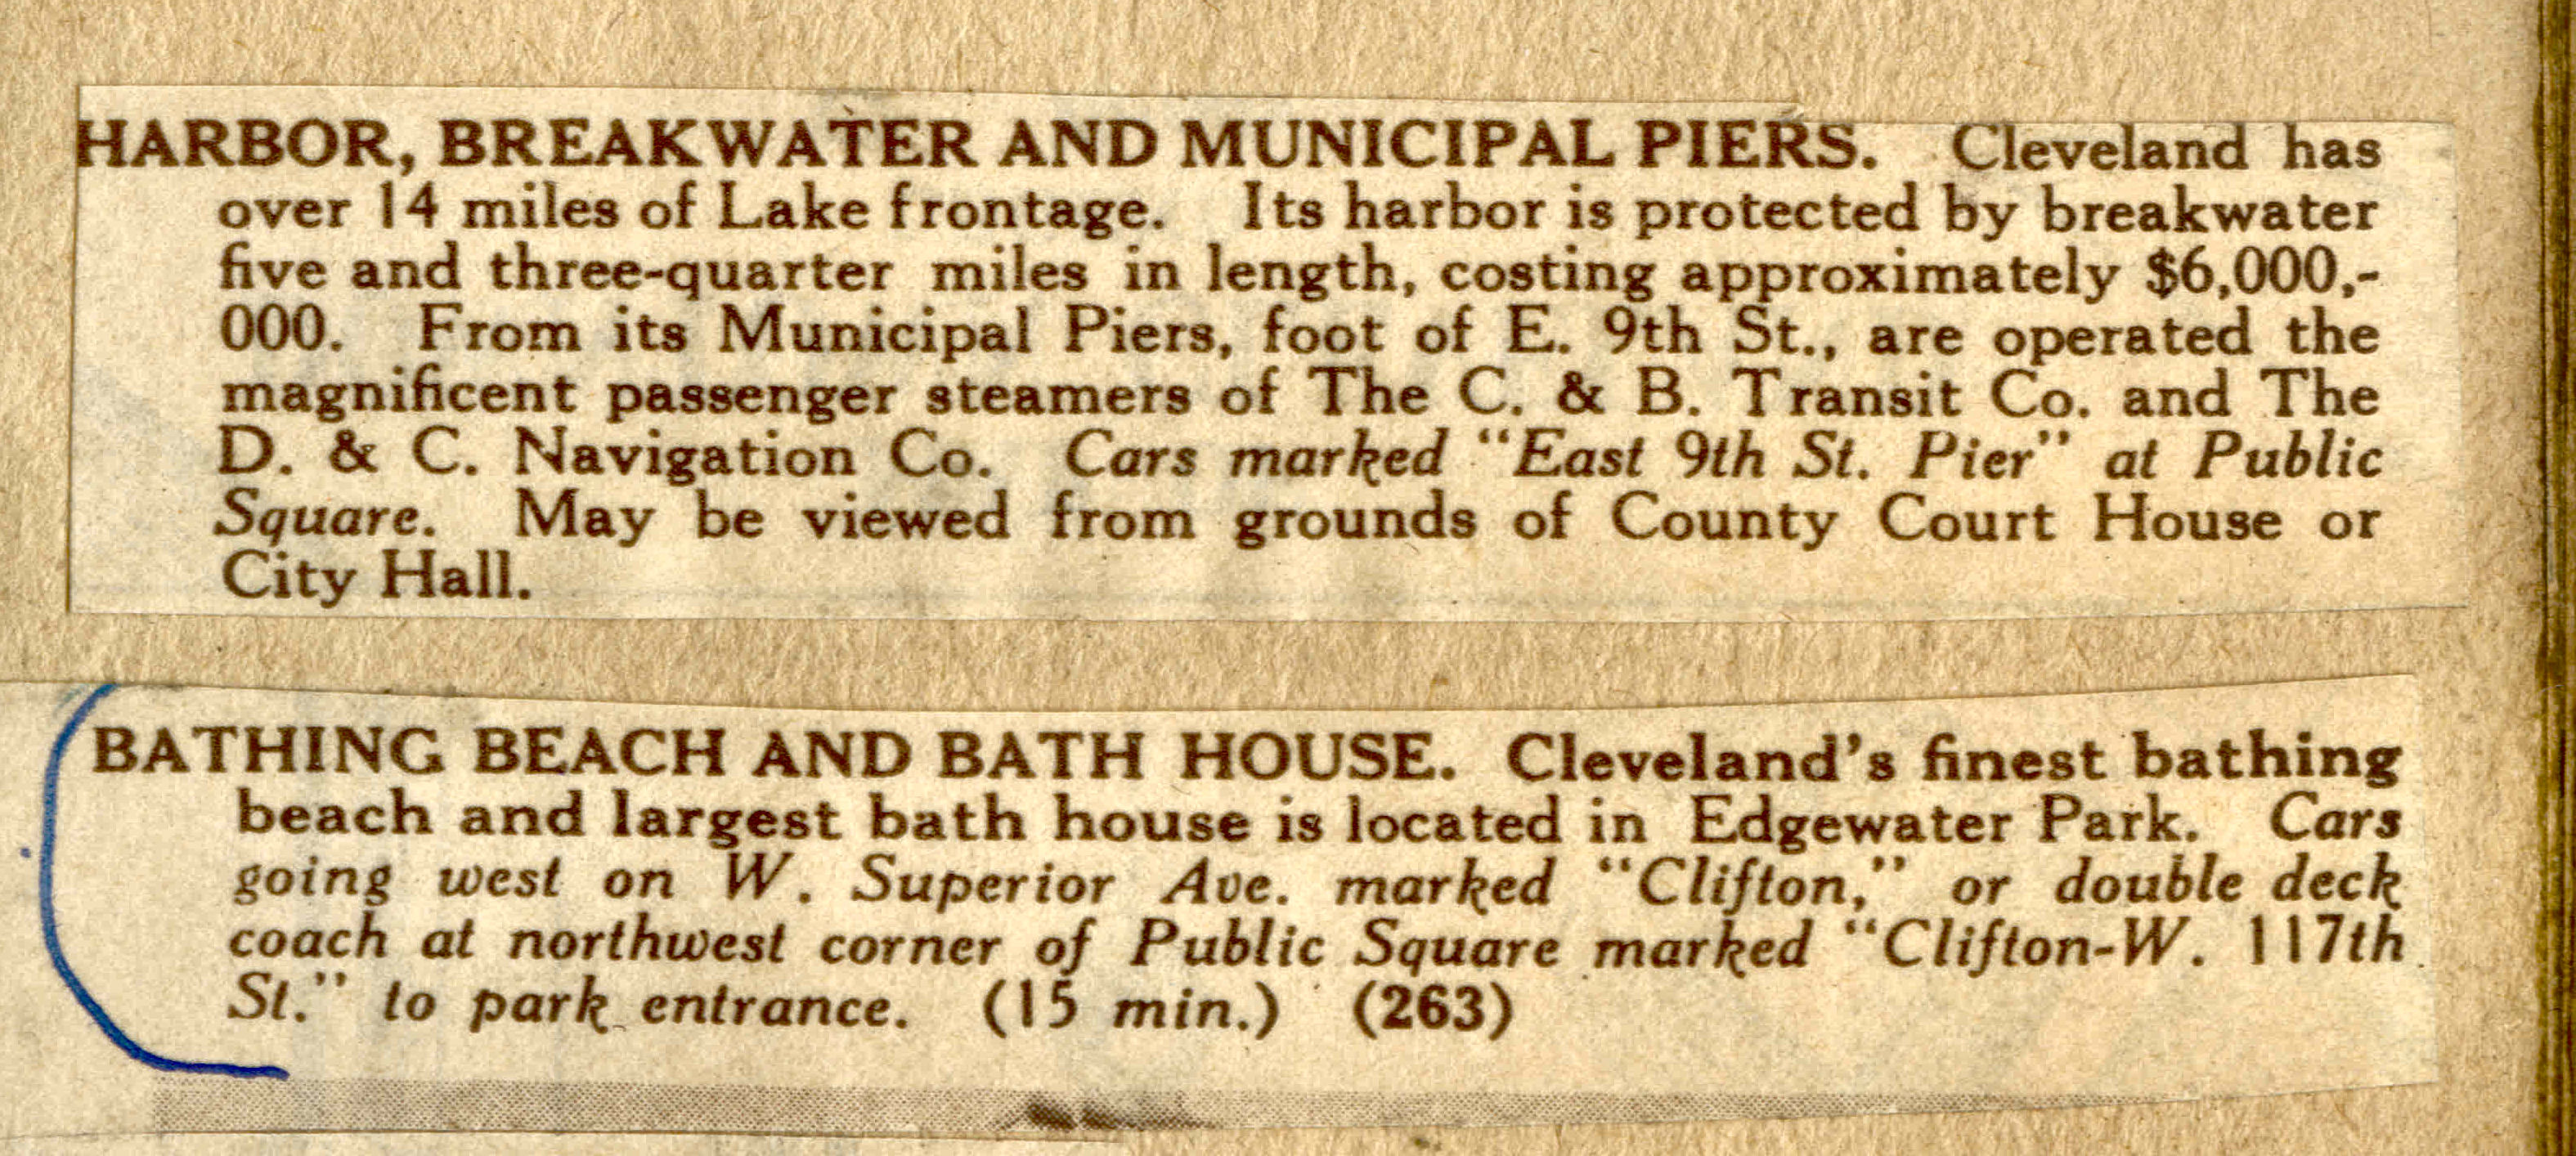 HARBOR, BREAKWATER AND MUNICIPAL PIERS. Cleveland has
over 14 miles of Lake frontage. Its harbor is protected by breakwater
five and three-quarter miles in length, costing approximately $6,000,-
000. From its Municipal Piers, foot of E. 9th St., are operated the
magnificent passenger steamers of The C. & B. Transit Co. and The
D. & C. Navigation Co. Cars marked "East 9th St. Pier" at Public
Square. May be viewed from grounds of County Court House or
City Hall.
BATHING BEACH AND BATH HOUSE. Cleveland's finest bathing
beach and largest bath house is located in Edgewater Park. Cars
going west on W. Superior Ave. marked "Clifton," or double deck
coach at northwest corner of Public Square marked "Clifton-W. 117th
St." to park entrance. (15 min.) (263)